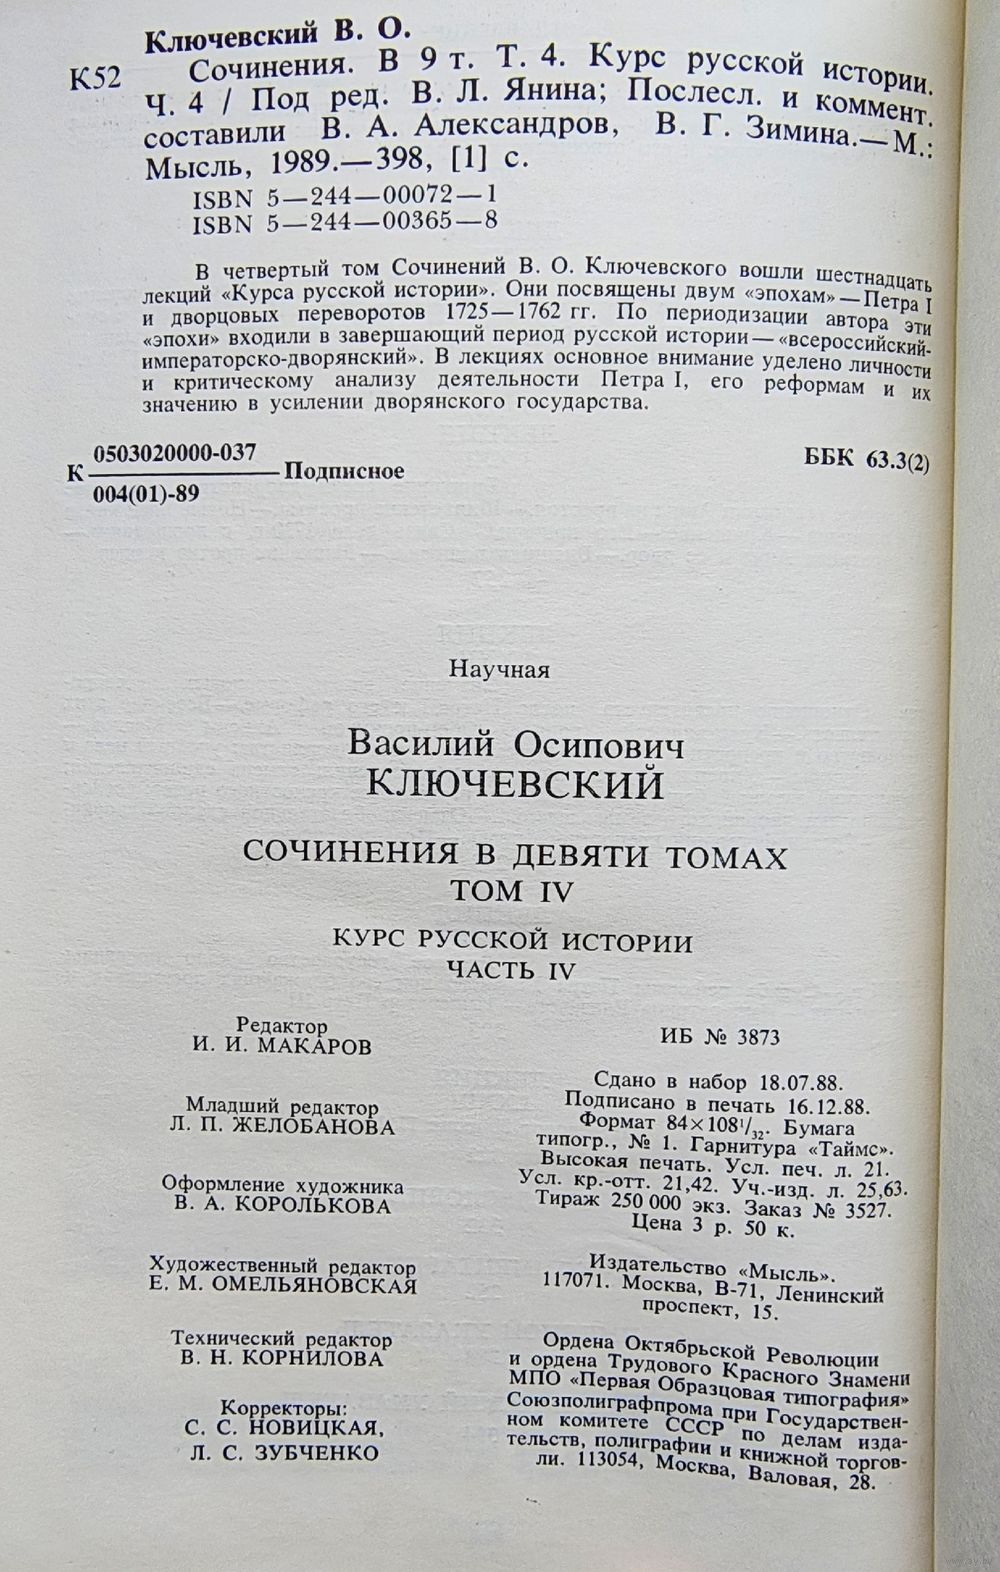 Ключевский В. О.
К52 Сочинения. В 9 т. Т. 4. Курс русской истории.
Ч. 4 / Под ред. В. Л. Янина; Послесл. и коммент.
составили В. А. Александров, В. Г. Зимина.— М.:
Мысль, 1989.—398, [1] с.
ISBN 5—244—00072—1
ISBN 5—244—00365—8
В четвертый том Сочинений В. О. Ключевского вошли шестнадцать
лекций «Курса русской истории». Они посвящены двум «эпохам» — Петра I
и дворцовых переворотов 1725—1762 гг. По периодизации автора эти
«эпохи» входили в завершающий период русской истории — «всероссийский-
императорско-дворянский». В лекциях основное внимание уделено личности
и критическому анализу деятельности Петра I, его реформам и их
значению в усилении дворянского государства.
К 0503020000-037
004(01)-89
Подписное
ББК 63.3(2)
Научная
Василий Осипович
КЛЮЧЕВСКИЙ
СОЧИНЕНИЯ В ДЕВЯТИ ТОМАХ
ТОМ IV
КУРС РУССКОЙ ИСТОРИИ
ЧАСТЬ IV
Редактор
И. И. МАКАРОВ
Младший редактор
Л. П. ЖЕЛОБАНОВА
Оформление художника
В. А. КОРОЛЬКОВА
Художественный редактор
Е. М. ОМЕЛЬЯНОВСКАЯ
Технический редактор
В. Н. КОРНИЛОВА
Корректоры:
С. С. НОВИЦКАЯ,
Л. С. ЗУБЧЕНКО
ИБ № 3873
Сдано в набор 18.07.88.
Подписано в печать 16.12.88.
Формат 84×108¹/₃₂. Бумага
типогр., № 1. Гарнитура «Таймс».
Высокая печать. Усл. печ. л. 21.
Усл. кр.-отт. 21,42. Уч.-изд. л. 25,63.
Тираж 250 000 экз. Заказ № 3527.
Цена 3 р. 50 к.
Издательство «Мысль».
117071. Москва, В-71, Ленинский
проспект, 15.
Ордена Октябрьской Революции
и ордена Трудового Красного Знамени
МПО «Первая Образцовая типография»
Союзполиграфпрома при Государствен-
ном комитете СССР по делам изда-
тельств, полиграфии и книжной торгов-
ли. 113054, Москва, Валовая, 28.